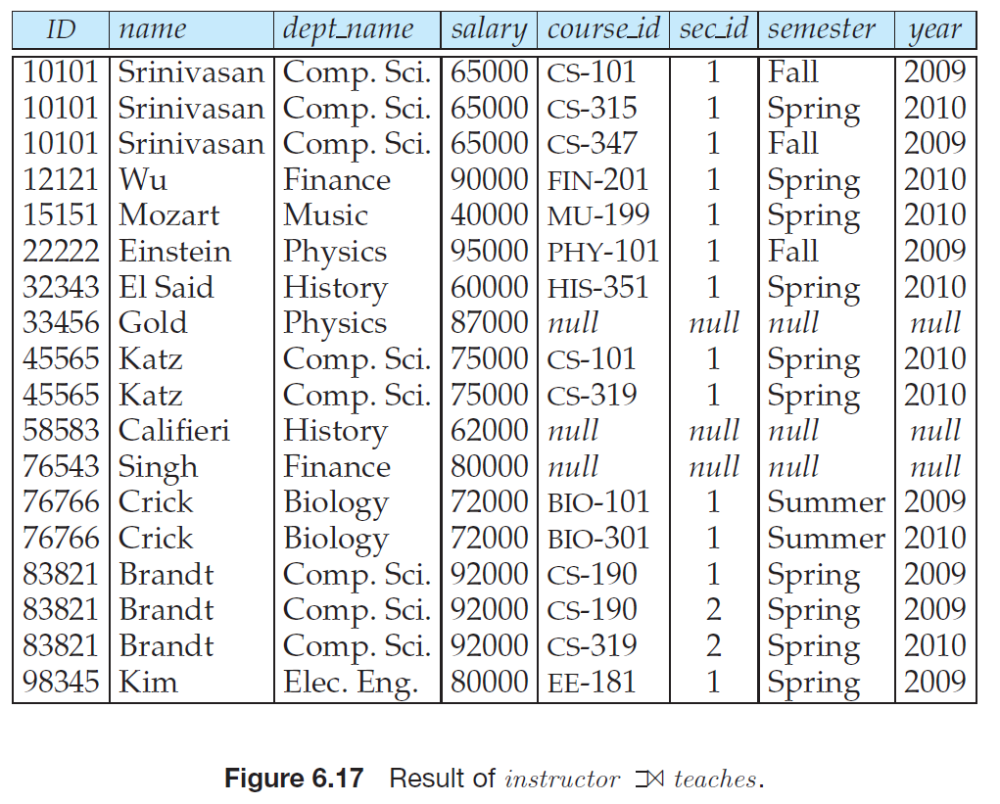 ID name dept_name salary course_id sec_id semester year
10101 Srinivasan Comp. Sci. 65000 CS-101 1 Fall 2009
10101 Srinivasan Comp. Sci. 65000 CS-315 1 Spring 2010
10101 Srinivasan Comp. Sci. 65000 CS-347 1 Fall 2009
12121 Wu Finance 90000 FIN-201 1 Spring 2010
15151 Mozart Music 40000 MU-199 1 Spring 2010
22222 Einstein Physics 95000 PHY-101 1 Fall 2009
32343 El Said History 60000 HIS-351 1 Spring 2010
33456 Gold Physics 87000 null null null null
45565 Katz Comp. Sci. 75000 CS-101 1 Spring 2010
45565 Katz Comp. Sci. 75000 CS-319 1 Spring 2010
58583 Califieri History 62000 null null null null
76543 Singh Finance 80000 null null null null
76766 Crick Biology 72000 BIO-101 1 Summer 2009
76766 Crick Biology 72000 BIO-301 1 Summer 2010
83821 Brandt Comp. Sci. 92000 CS-190 1 Spring 2009
83821 Brandt Comp. Sci. 92000 CS-190 2 Spring 2009
83821 Brandt Comp. Sci. 92000 CS-319 2 Spring 2010
98345 Kim Elec. Eng. 80000 EE-181 1 Spring 2009
Figure 6.17 Result of instructor ⟕ teaches.